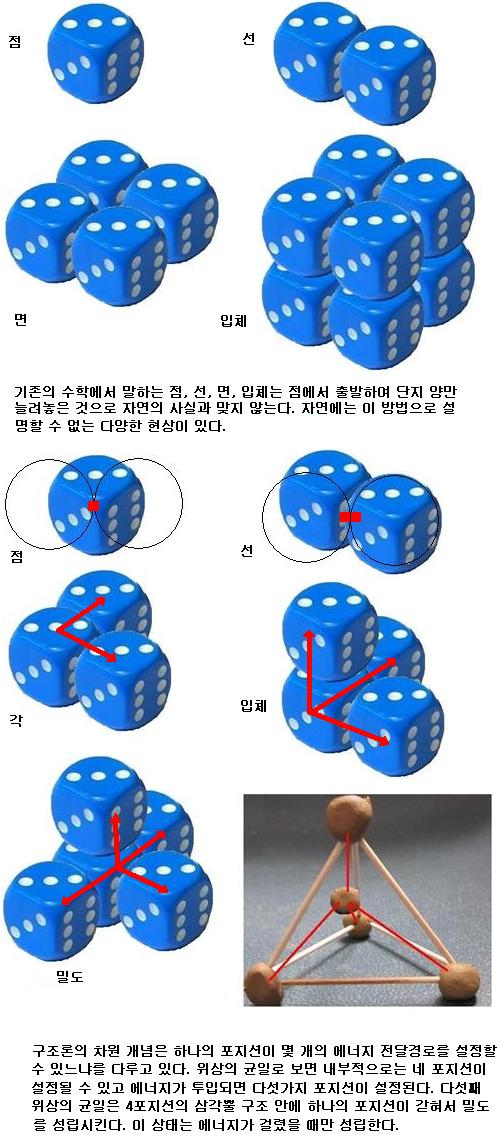 점
선
면
입체
기존의 수학에서 말하는 점, 선, 면, 입체는 점에서 출발하여 단지 양만
늘려놓은 것으로 자연의 사실과 맞지 않는다. 자연에는 이 방법으로 설
명할 수 없는 다양한 현상이 있다.
점
선
각
입체
밀도
구조론의 차원 개념은 하나의 포지션이 몇 개의 에너지 전달경로를 설정할
수 있느냐를 다루고 있다. 위상의 균일로 보면 내부적으로는 네 포지션이
설정될 수 있고 에너지가 투입되면 다섯가지 포지션이 설정된다. 다섯째
위상의 균일은 4포지션의 삼각뿔 구조 안에 하나의 포지션이 갇혀서 밀도
를 성립시킨다. 이 상태는 에너지가 걸렸을 때만 성립한다.